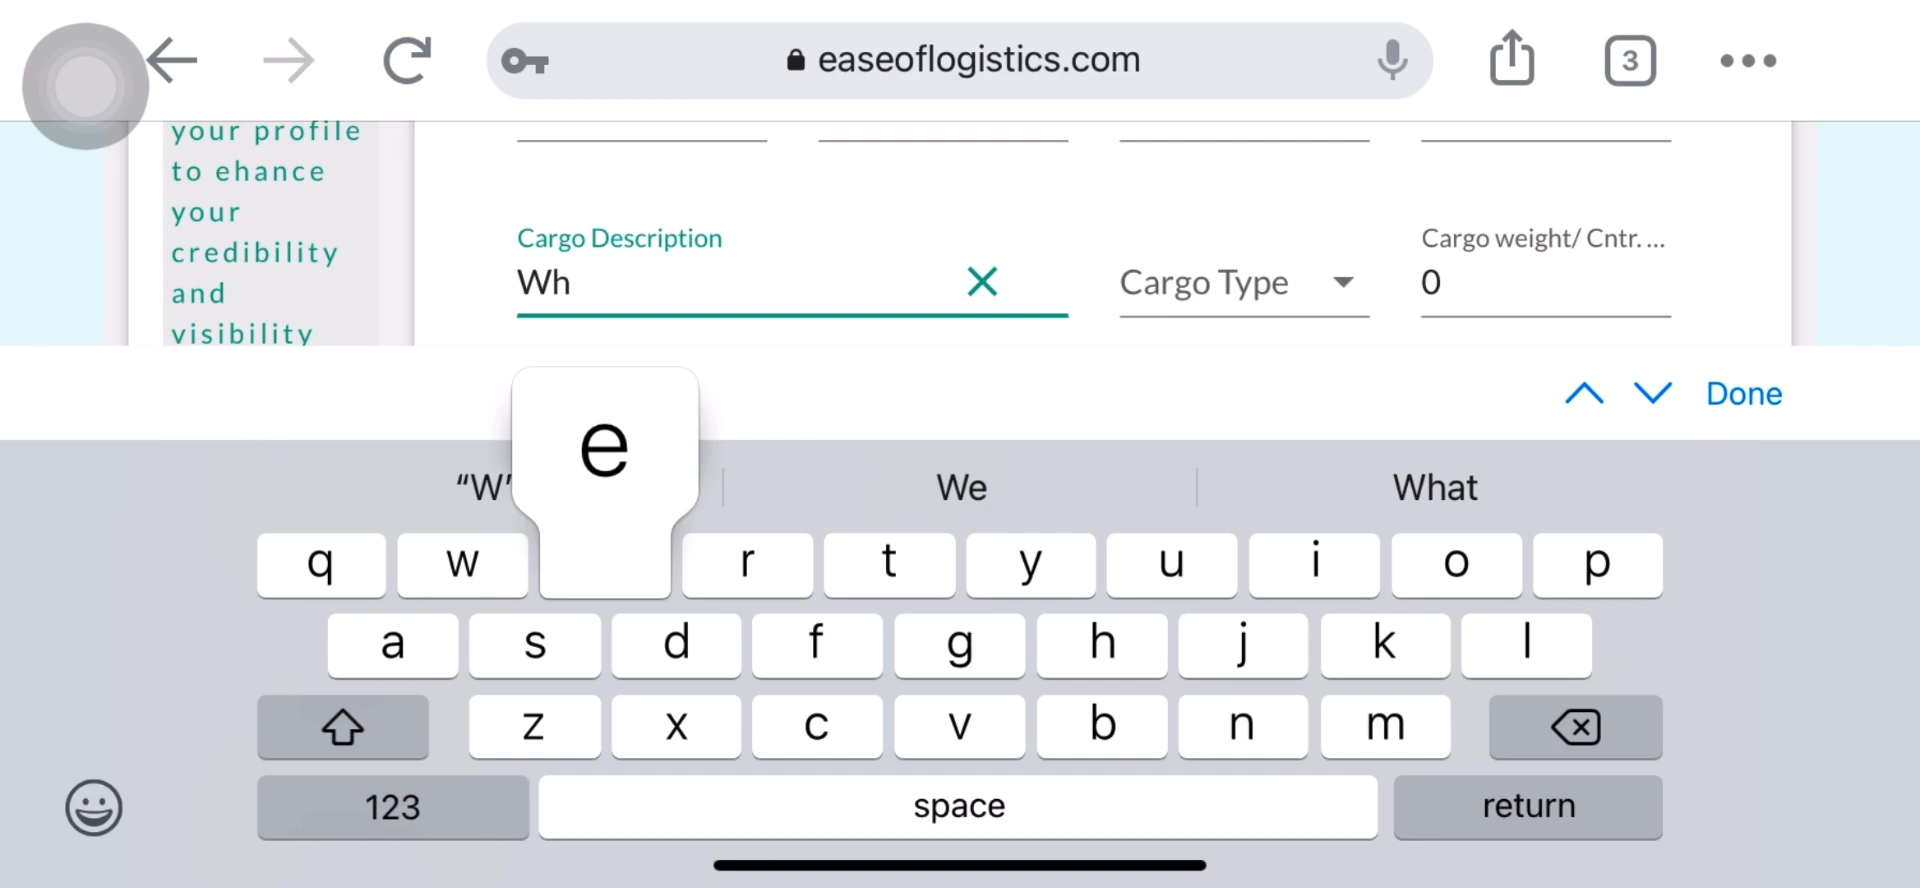 easeoflogistics.com
3
your profile
to ehance
your
credibility
and
visibility
Cargo Description
Wh
Cargo Type
Cargo weight/ Cntr. ...
0
Done
e
“W”
We
What
q w r t y u i o p
a s d f g h j k l
z x c v b n m
123
space
return